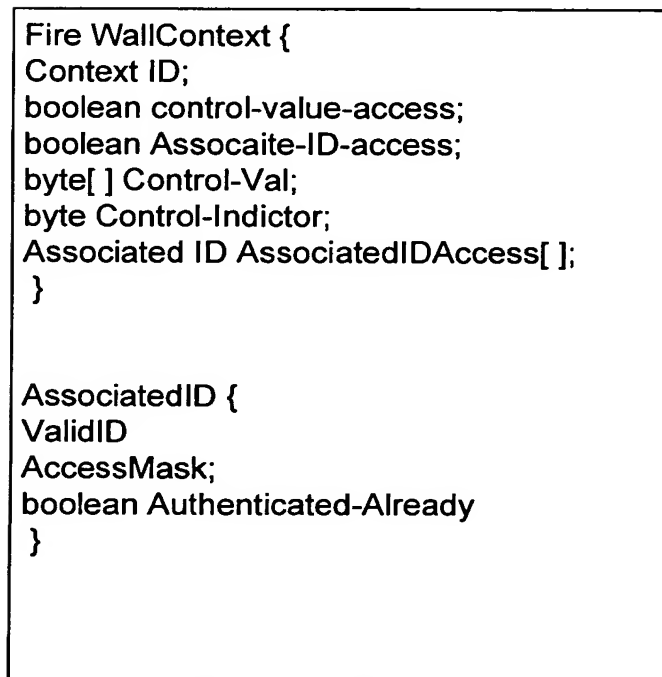 Fire WallContext {
Context ID;
boolean control-value-access;
boolean Assocaite-ID-access;
byte[ ] Control-Val;
byte Control-Indictor;
Associated ID AssociatedIDAccess[ ];
}
AssociatedID {
ValidID
AccessMask;
boolean Authenticated-Already
}